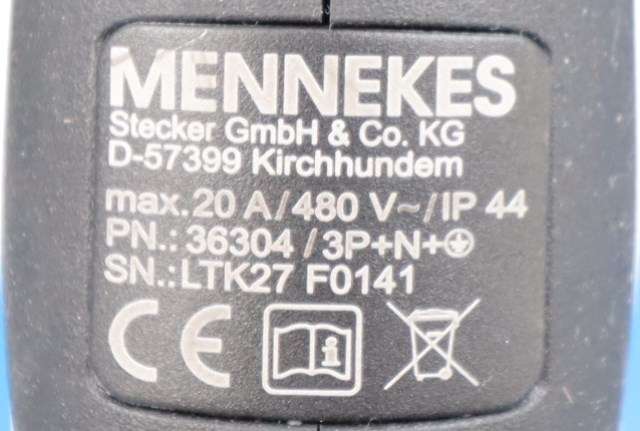 MENNEKES
Stecker GmbH & Co. KG
D-57399 Kirchhundem
max. 20 A/480 V~/IP 44
PN.: 36304/3P+N+⏚
SN.:LTK27 F0141
CE
i